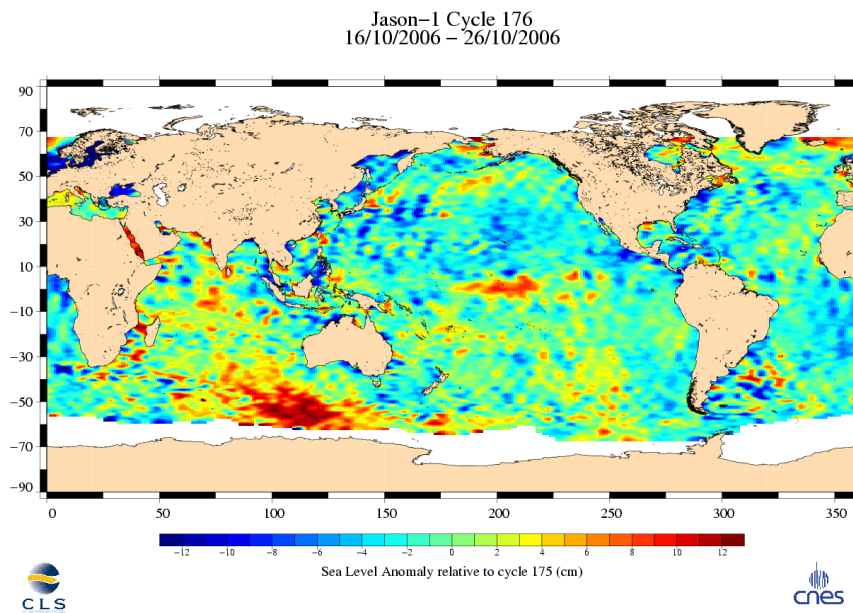 Jason−1 Cycle 176
16/10/2006 − 26/10/2006
90
70
50
30
10
−10
−30
−50
−70
−90
0 50 100 150 200 250 300 350
−12 −10 −8 −6 −4 −2 0 2 4 6 8 10 12
Sea Level Anomaly relative to cycle 175 (cm)
CLS
cnes